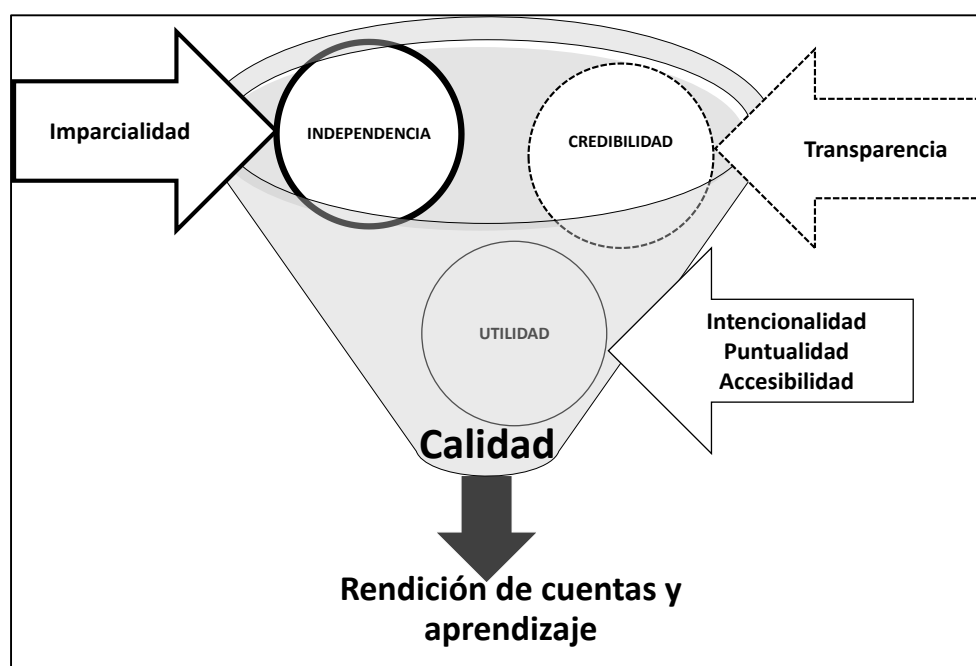 Imparcialidad
INDEPENDENCIA
CREDIBILIDAD
Transparencia
UTILIDAD
Intencionalidad
Puntualidad
Accesibilidad
Calidad
Rendición de cuentas y
aprendizaje